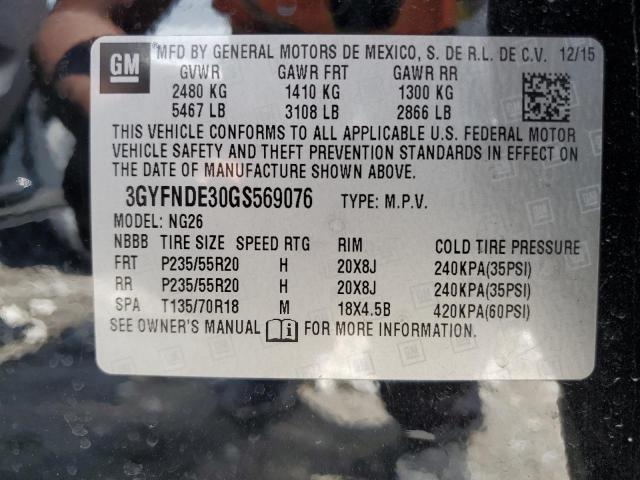 GM
MFD BY GENERAL MOTORS DE MEXICO, S. DE R.L. DE C.V. 12/15
GVWR GAWR FRT GAWR RR
2480 KG 1410 KG 1300 KG
5467 LB 3108 LB 2866 LB
THIS VEHICLE CONFORMS TO ALL APPLICABLE U.S. FEDERAL MOTOR
VEHICLE SAFETY AND THEFT PREVENTION STANDARDS IN EFFECT ON
THE DATE OF MANUFACTURE SHOWN ABOVE.
3GYFNDE30GS569076 TYPE: M.P.V.
MODEL: NG26
NBBB TIRE SIZE SPEED RTG RIM COLD TIRE PRESSURE
FRT P235/55R20 H 20X8J 240KPA(35PSI)
RR P235/55R20 H 20X8J 240KPA(35PSI)
SPA T135/70R18 M 18X4.5B 420KPA(60PSI)
SEE OWNER'S MANUAL FOR MORE INFORMATION.